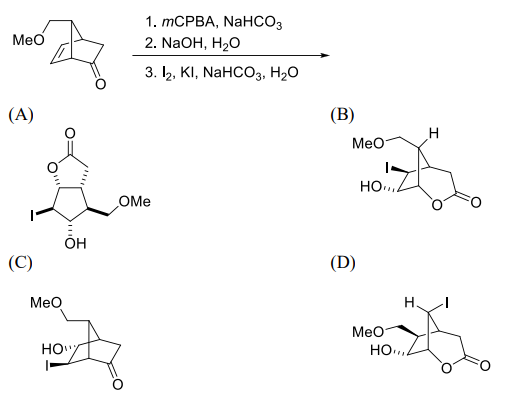 1. mCPBA, NaHCO₃
MeO
2. NaOH, H₂O
O
3. I₂, KI, NaHCO₃, H₂O
(A)
(B)
O
MeO
H
O
I
HO
OMe
O
O
I
OH
(C)
(D)
MeO
H
I
HO
MeO
I
HO
O
O
O